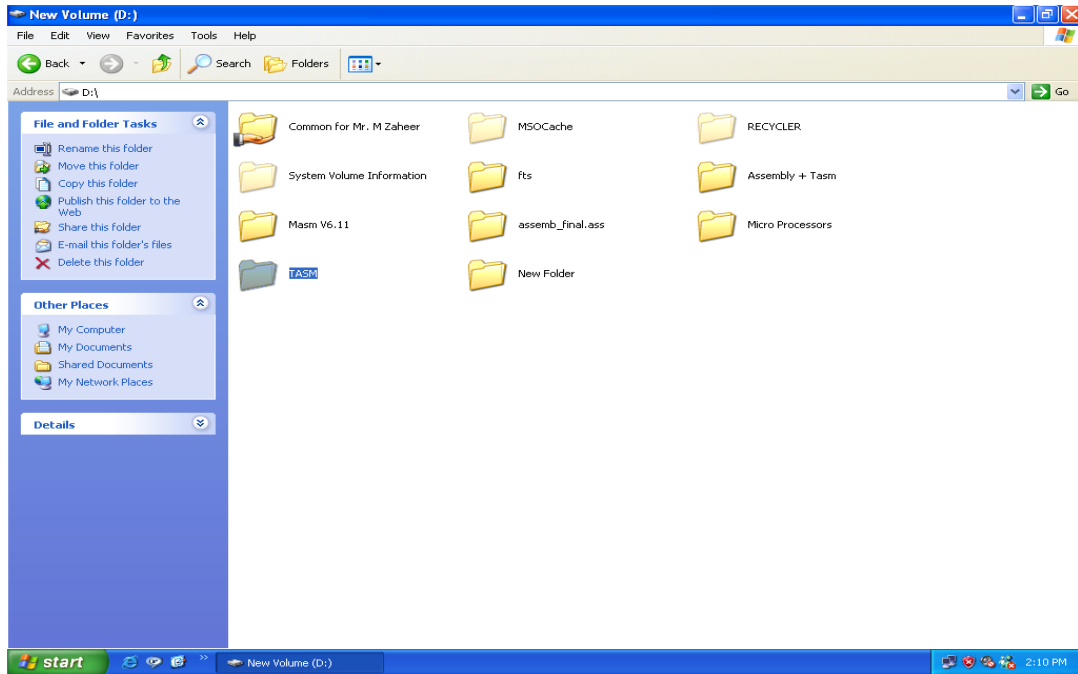 New Volume (D:)
File Edit View Favorites Tools Help
Back Search Folders
Address D:\ Go
File and Folder Tasks
Rename this folder
Move this folder
Copy this folder
Publish this folder to the
Web
Share this folder
E-mail this folder's files
Delete this folder
Other Places
My Computer
My Documents
Shared Documents
My Network Places
Details
Common for Mr. M Zaheer MSOCache RECYCLER
System Volume Information fts Assembly + Tasm
Masm V6.11 assemb_final.ass Micro Processors
TASM New Folder
start New Volume (D:) 2:10 PM